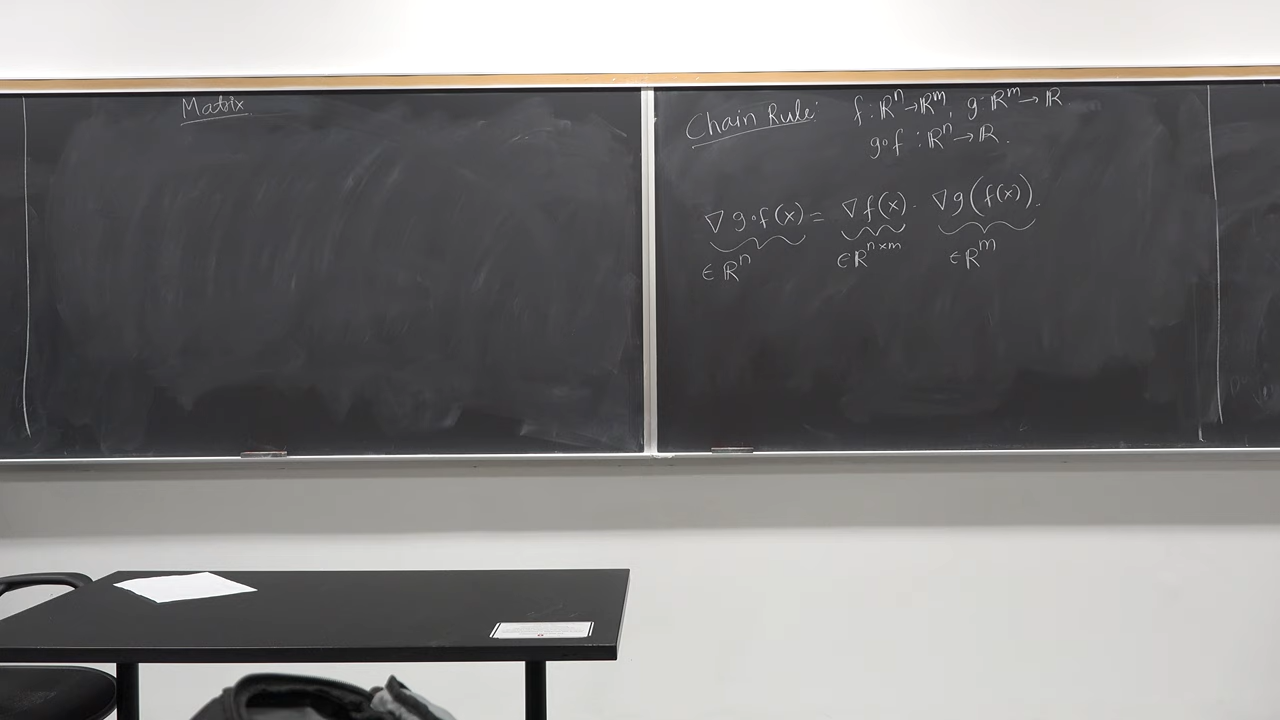 Matrix
Chain Rule: f: ℝⁿ→ℝᵐ, g: ℝᵐ→ℝ
g∘f : ℝⁿ→ℝ.
∇g∘f(x) = ∇f(x) · ∇g(f(x)).
∈ℝⁿ ∈ℝⁿˣᵐ ∈ℝᵐ